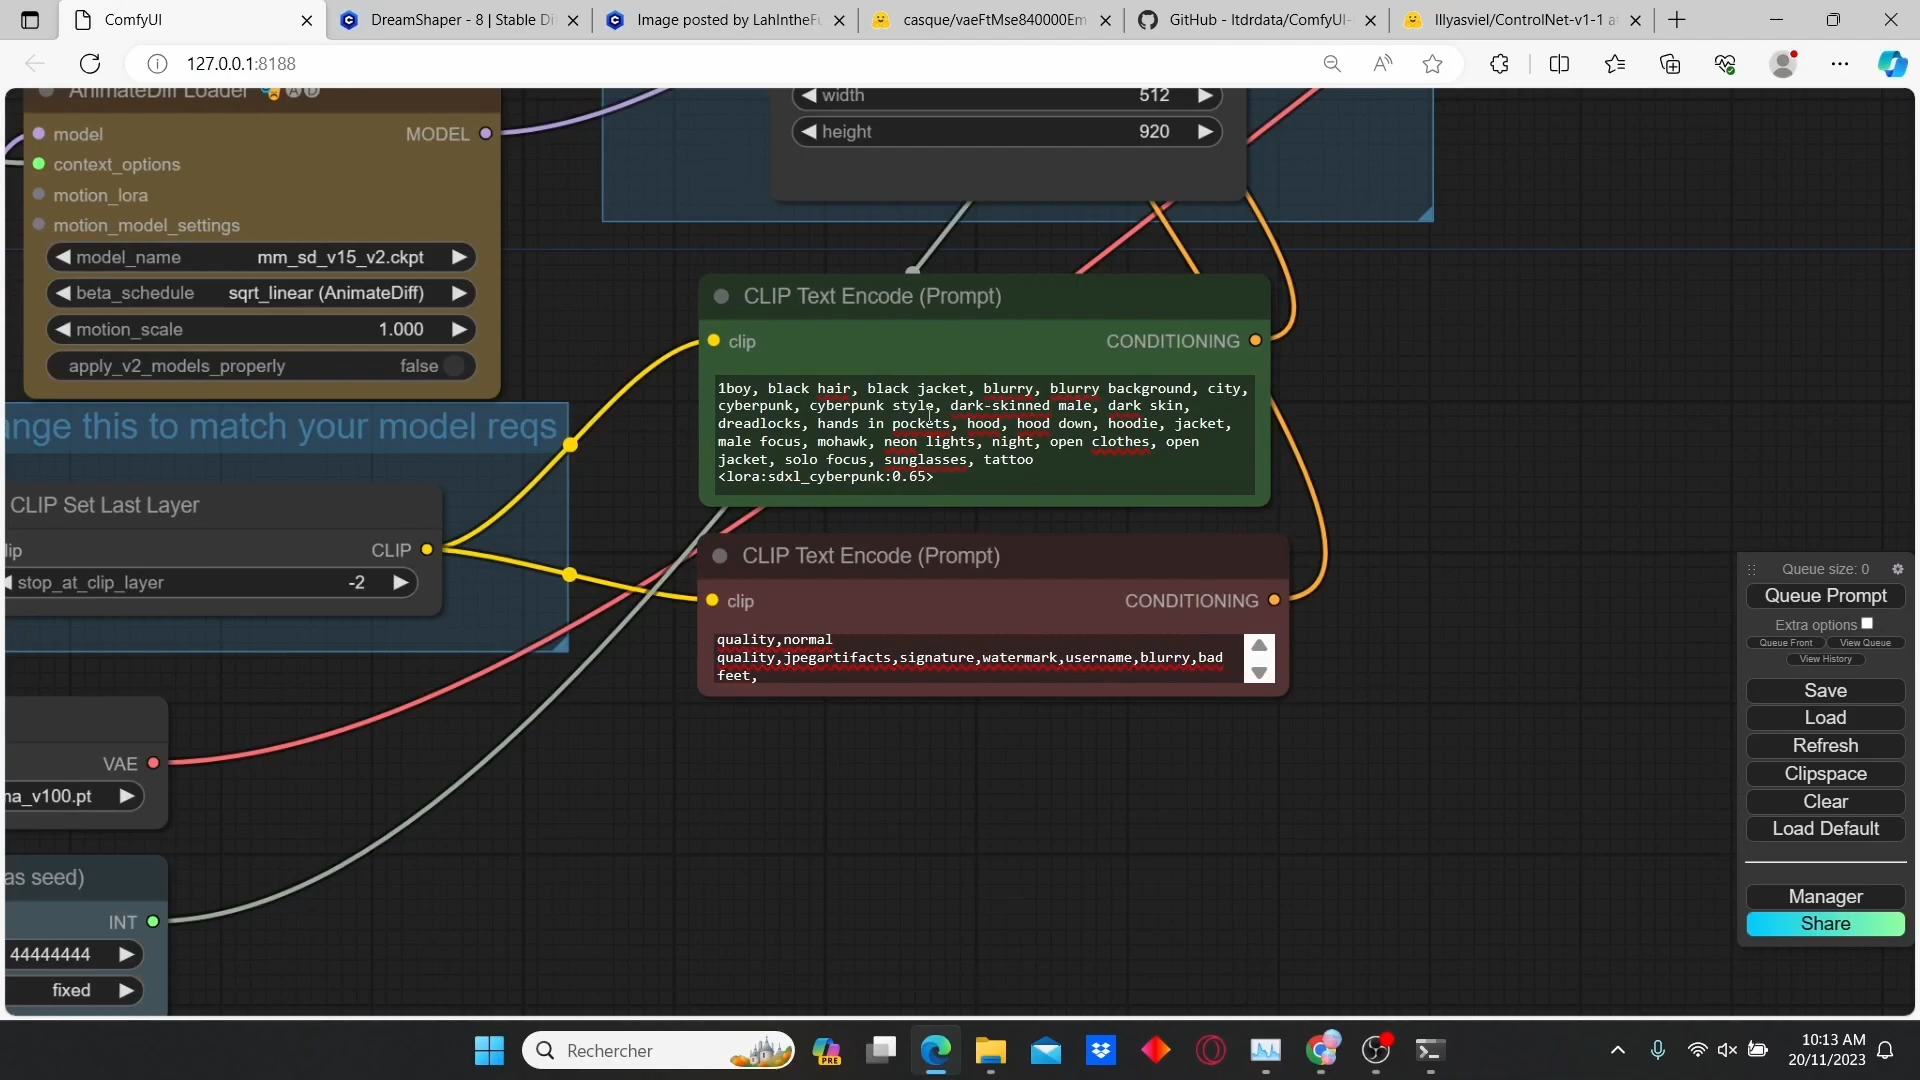 ComfyUI
DreamShaper - 8 | Stable Di
Image posted by LahIntheFu
casque/vaeFtMse840000Em
GitHub - ltdrdata/ComfyUI-
lllyasviel/ControlNet-v1-1 a
127.0.0.1:8188
AnimateDiff Loader
model
MODEL
context_options
motion_lora
motion_model_settings
model_name mm_sd_v15_v2.ckpt
beta_schedule sqrt_linear (AnimateDiff)
motion_scale 1.000
apply_v2_models_properly false
width 512
height 920
CLIP Text Encode (Prompt)
clip
CONDITIONING
1boy, black hair, black jacket, blurry, blurry background, city,
cyberpunk, cyberpunk style, dark-skinned male, dark skin,
dreadlocks, hands in pockets, hood, hood down, hoodie, jacket,
male focus, mohawk, neon lights, night, open clothes, open
jacket, solo focus, sunglasses, tattoo
<lora:sdxl_cyberpunk:0.65>
ange this to match your model reqs
CLIP Set Last Layer
lip
CLIP
stop_at_clip_layer -2
CLIP Text Encode (Prompt)
clip
CONDITIONING
quality,normal
quality,jpegartifacts,signature,watermark,username,blurry,bad
feet,
VAE
na_v100.pt
as seed)
INT
44444444
fixed
Queue size: 0
Queue Prompt
Extra options
Queue Front
View Queue
View History
Save
Load
Refresh
Clipspace
Clear
Load Default
Manager
Share
Rechercher
PRE
10:13 AM
20/11/2023